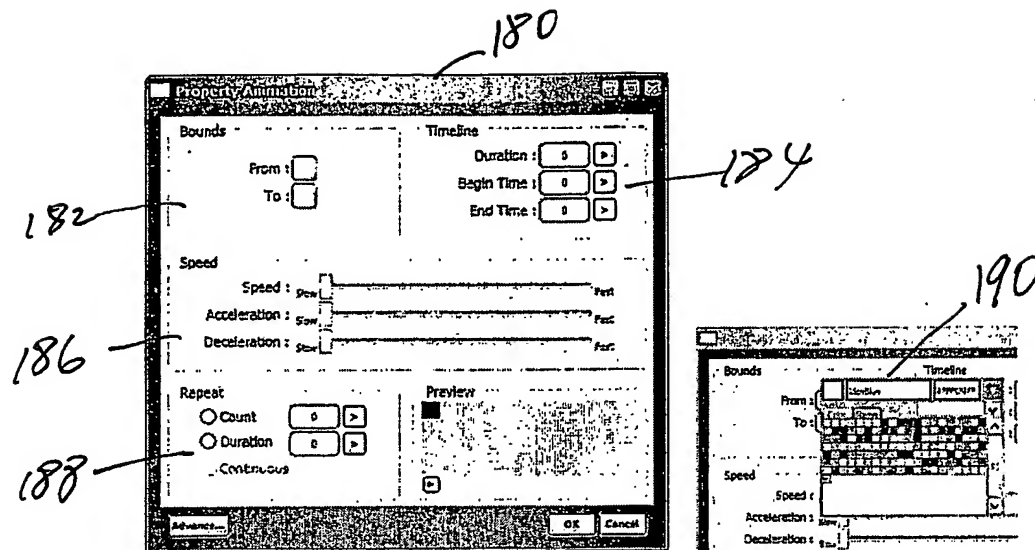 180
Property Animation
Bounds
From :
To :
182
Timeline
Duration : 5
Begin Time : 0
End Time : 0
184
Speed
Speed : Slow Fast
Acceleration : Slow Fast
Deceleration : Slow Fast
186
Repeat
Count 0
Duration 0
Continuous
188
Preview
Advance...
OK Cancel
190
Bounds
Timeline
From :
To :
Speed
Speed :
Acceleration : Slow
Deceleration : Slow